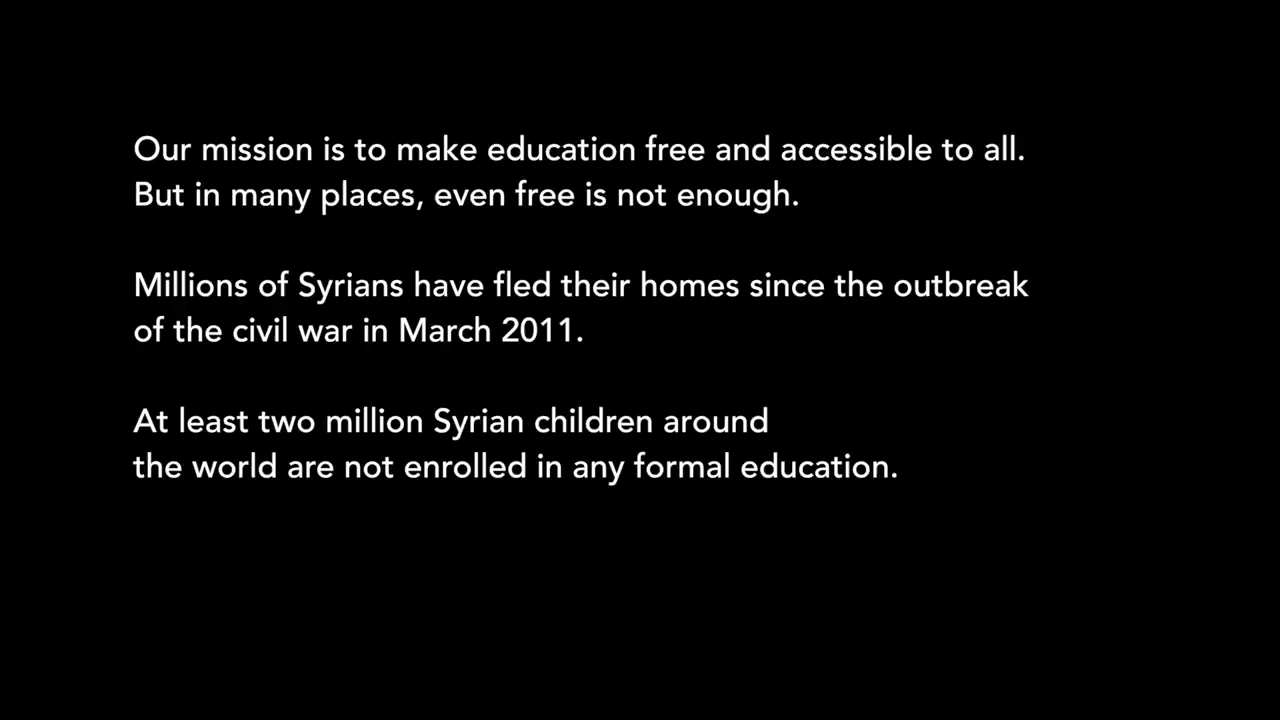 Our mission is to make education free and accessible to all.
But in many places, even free is not enough.
Millions of Syrians have fled their homes since the outbreak
of the civil war in March 2011.
At least two million Syrian children around
the world are not enrolled in any formal education.